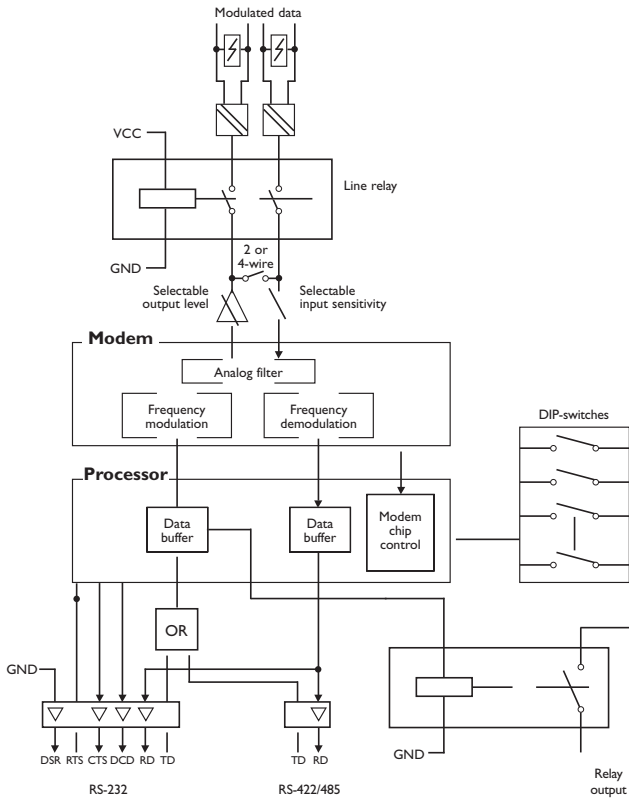 Modulated data
VCC
Line relay
GND
2 or
4-wire
Selectable
output level
Selectable
input sensitivity
Modem
Analog filter
Frequency
modulation
Frequency
demodulation
DIP-switches
Processor
Data
buffer
Data
buffer
Modem
chip
control
OR
GND
DSR RTS CTS DCD RD TD
TD RD
GND
RS-232
RS-422/485
Relay
output